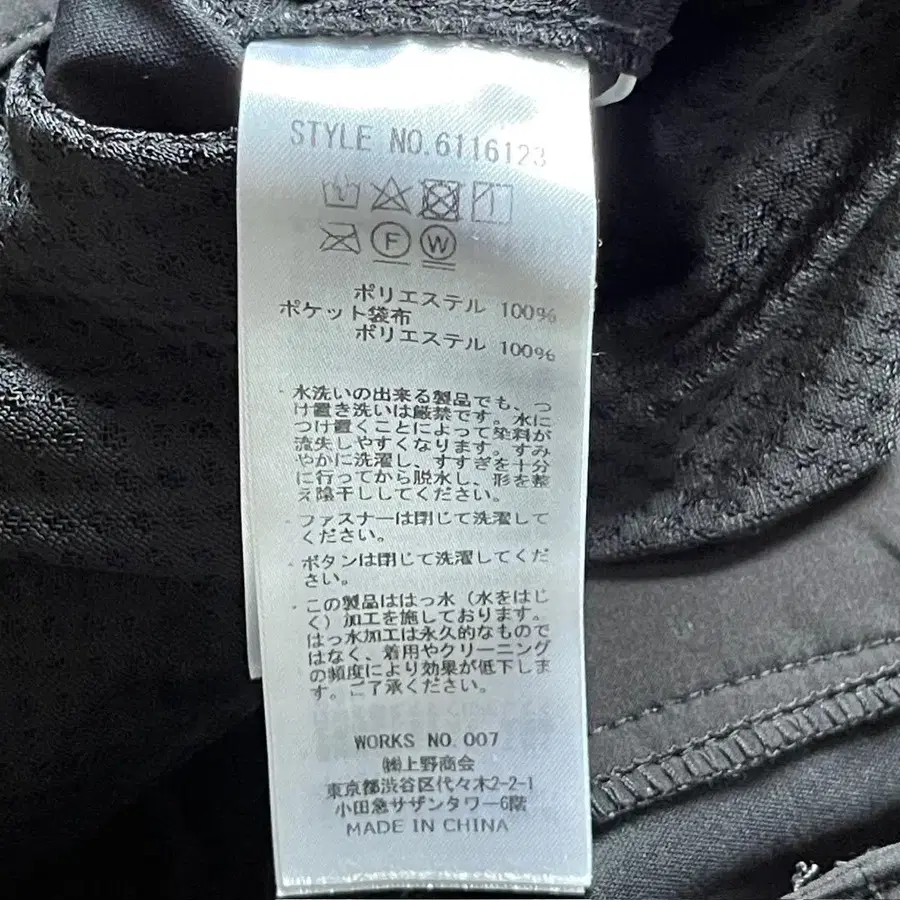 STYLE NO.6116123
F W
ポリエステル 100%
ポケット袋布
ポリエステル 100%
・水洗いの出来る製品でも、つ
け置き洗いは厳禁です。水に
つけ置くことによって染料が
流失しやすくなります。すみ
やかに洗濯し、すすぎを十分
に行ってから脱水し、形を整
え陰干ししてください。
・ファスナーは閉じて洗濯して
ください。
・ボタンは閉じて洗濯してくだ
さい。
・この製品ははっ水（水をはじ
く）加工を施しております。
はっ水加工は永久的なもので
はなく、着用やクリーニング
の頻度により効果が低下しま
す。ご了承ください。
WORKS NO.007
㈱上野商会
東京都渋谷区代々木2-2-1
小田急サザンタワー6階
MADE IN CHINA